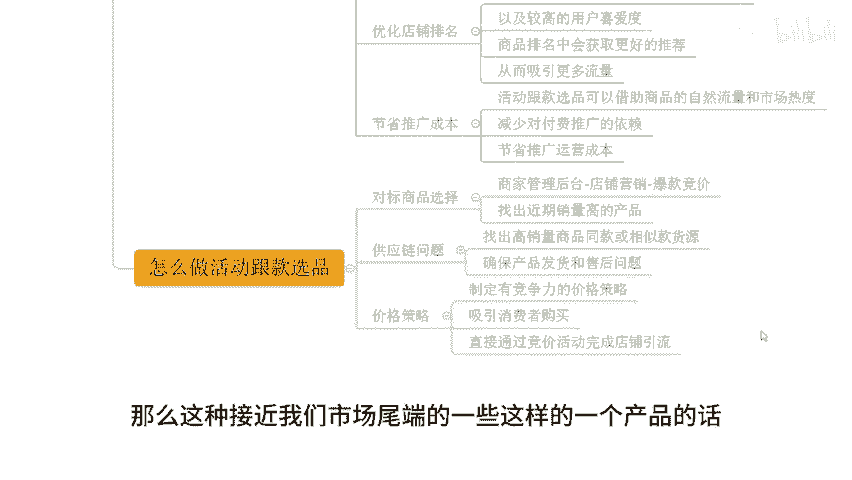 bilibili
优化店铺排名
以及较高的用户喜爱度
商品排名中会获取更好的推荐
从而吸引更多流量
节省推广成本
活动跟款选品可以借助商品的自然流量和市场热度
减少对付费推广的依赖
节省推广运营成本
怎么做活动跟款选品
对标商品选择
商家管理后台-店铺营销-爆款竞价
找出近期销量高的产品
供应链问题
找出高销量商品同款或相似款货源
确保产品发货和售后问题
价格策略
制定有竞争力的价格策略
吸引消费者购买
直接通过竞价活动完成店铺引流
那么这种接近我们市场尾端的一些这样的一个产品的话